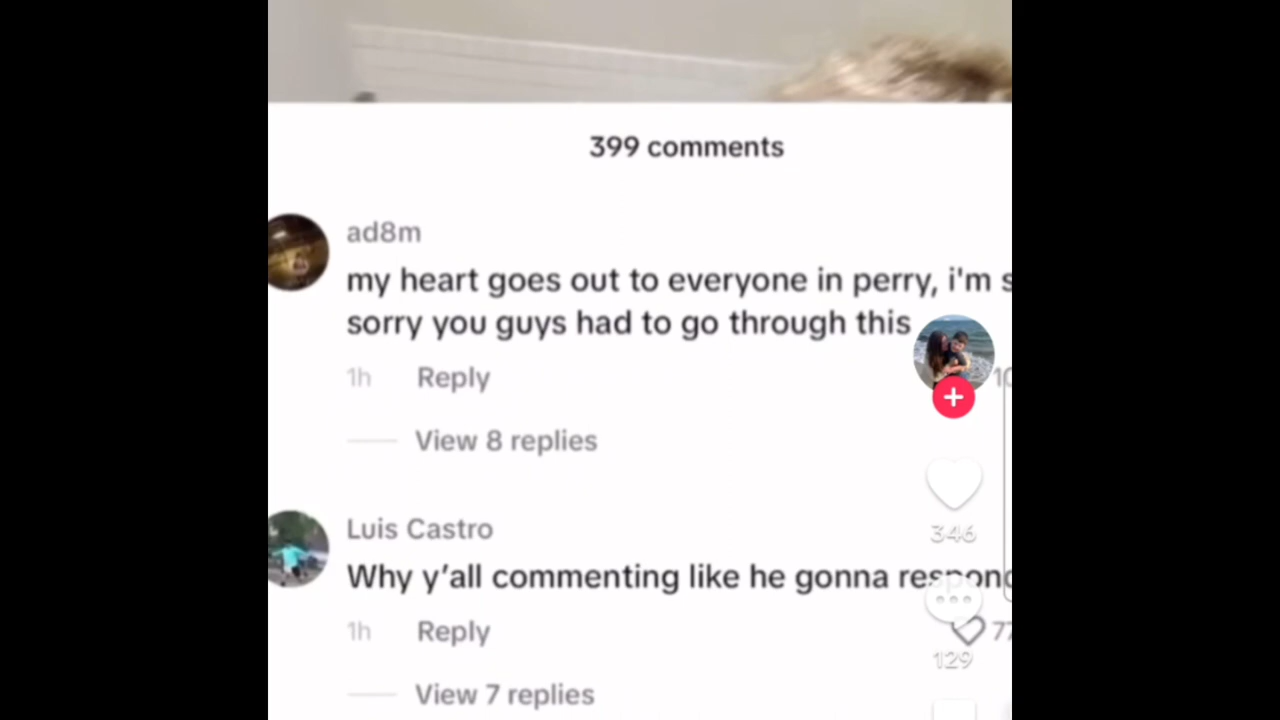 399 comments
ad8m
my heart goes out to everyone in perry, i'm s
sorry you guys had to go through this
1h Reply
View 8 replies
346
Luis Castro
Why y'all commenting like he gonna respond
1h Reply
77
129
View 7 replies